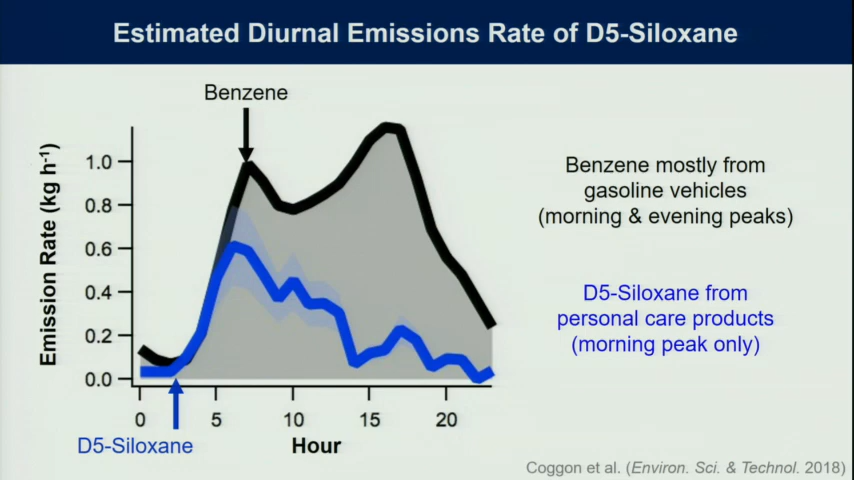 Estimated Diurnal Emissions Rate of D5-Siloxane
Benzene
Emission Rate (kg h⁻¹)
1.0
0.8
0.6
0.4
0.2
0.0
0
5
10
15
20
D5-Siloxane
Hour
Benzene mostly from
gasoline vehicles
(morning & evening peaks)
D5-Siloxane from
personal care products
(morning peak only)
Coggon et al. (Environ. Sci. & Technol. 2018)